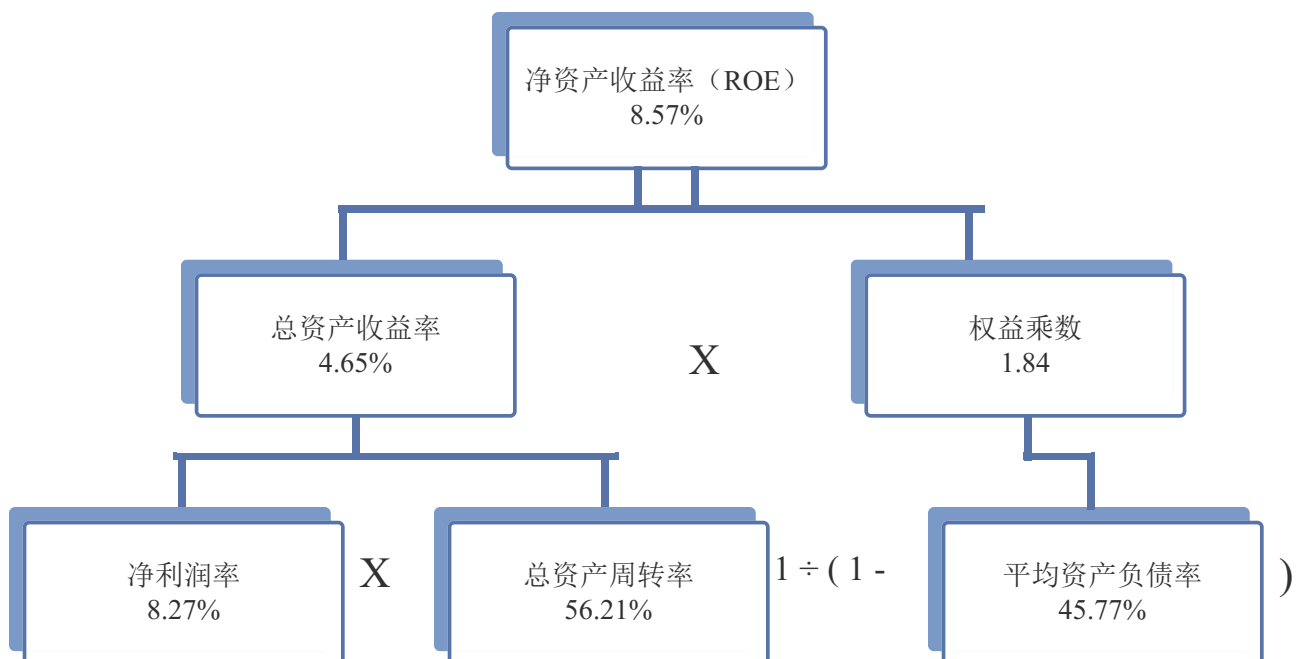 净资产收益率（ROE）
8.57%
总资产收益率
4.65%
X
权益乘数
1.84
净利润率
8.27%
X
总资产周转率
56.21%
1 ÷ ( 1 -
平均资产负债率
45.77%
)